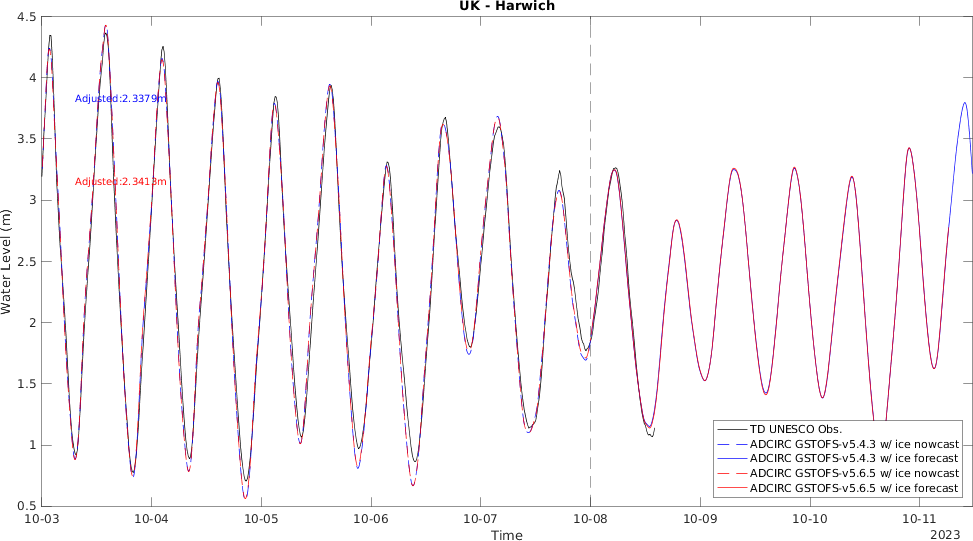 UK - Harwich
4.5
4
3.5
3
2.5
2
1.5
1
0.5
Water Level (m)
Adjusted:2.3379m
Adjusted:2.3413m
TD UNESCO Obs.
ADCIRC GSTOFS-v5.4.3 w/ ice nowcast
ADCIRC GSTOFS-v5.4.3 w/ ice forecast
ADCIRC GSTOFS-v5.6.5 w/ ice nowcast
ADCIRC GSTOFS-v5.6.5 w/ ice forecast
10-03 10-04 10-05 10-06 10-07 10-08 10-09 10-10 10-11
Time
2023